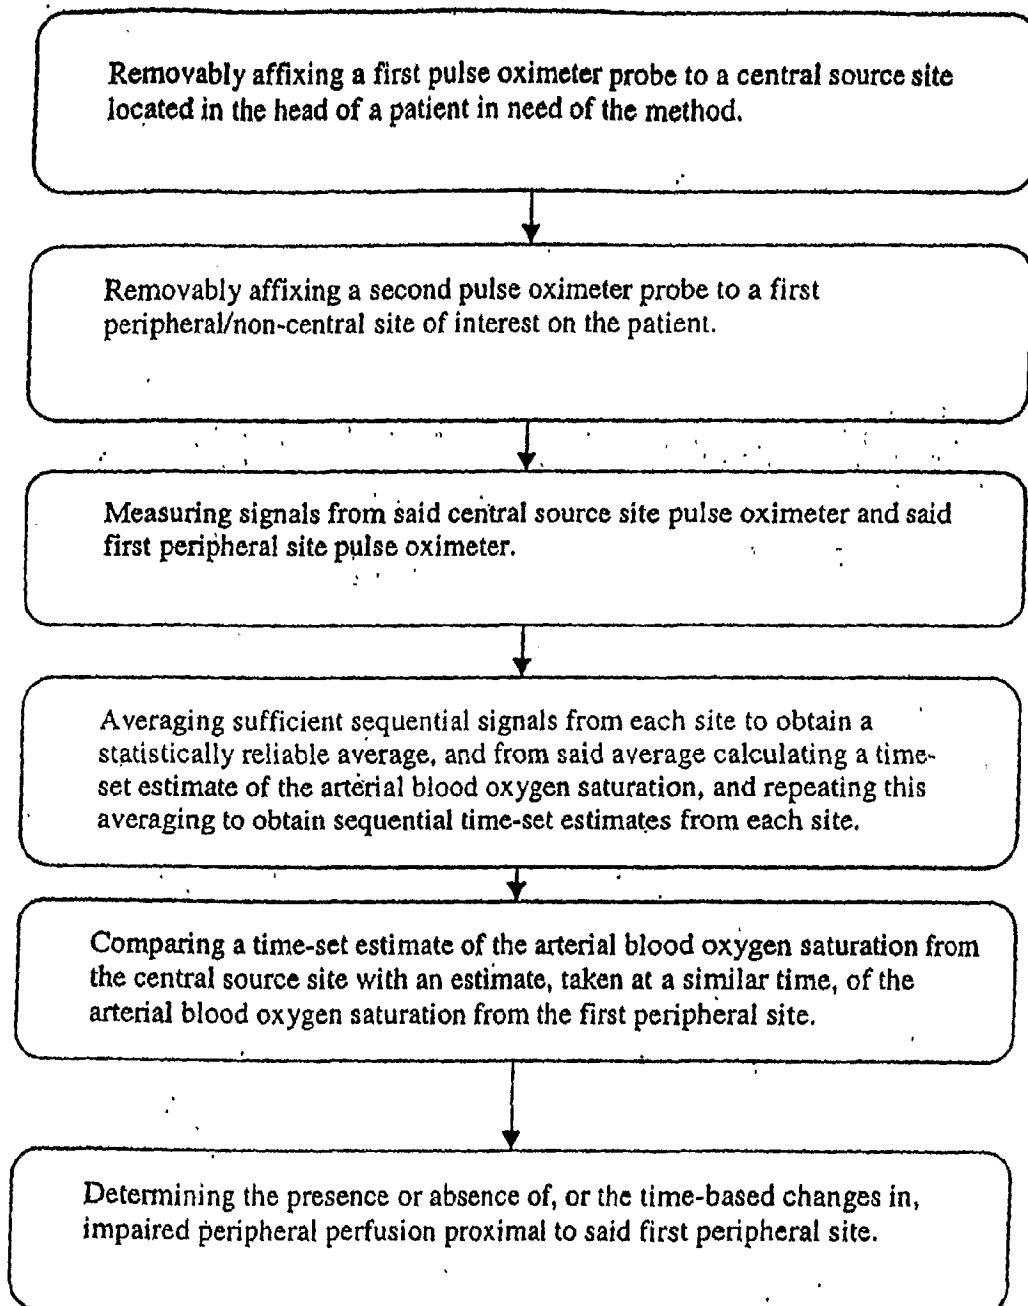 Removably affixing a first pulse oximeter probe to a central source site
located in the head of a patient in need of the method.
Removably affixing a second pulse oximeter probe to a first
peripheral/non-central site of interest on the patient.
Measuring signals from said central source site pulse oximeter and said
first peripheral site pulse oximeter.
Averaging sufficient sequential signals from each site to obtain a
statistically reliable average, and from said average calculating a time-
set estimate of the arterial blood oxygen saturation, and repeating this
averaging to obtain sequential time-set estimates from each site.
Comparing a time-set estimate of the arterial blood oxygen saturation from
the central source site with an estimate, taken at a similar time, of the
arterial blood oxygen saturation from the first peripheral site.
Determining the presence or absence of, or the time-based changes in,
impaired peripheral perfusion proximal to said first peripheral site.